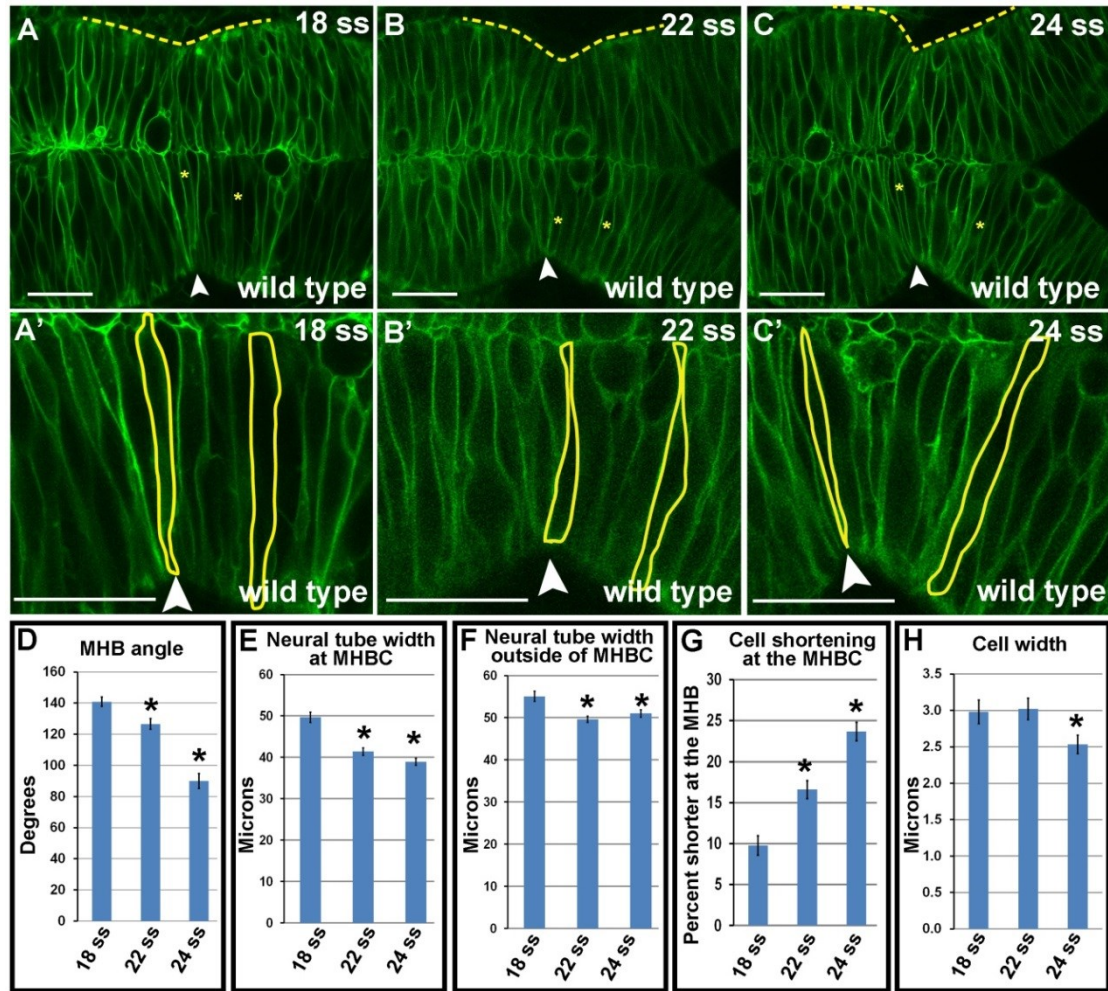 A 18 ss
wild type
B 22 ss
wild type
C 24 ss
wild type
A' 18 ss
wild type
B' 22 ss
wild type
C' 24 ss
wild type
D MHB angle
Degrees
160
140
120
100
80
60
40
20
0
*
*
18 ss
22 ss
24 ss
E Neural tube width
at MHBC
Microns
60
50
40
30
20
10
0
*
*
18 ss
22 ss
24 ss
F Neural tube width
outside of MHBC
Microns
60
50
40
30
20
10
0
*
*
18 ss
22 ss
24 ss
G Cell shortening
at the MHBC
Percent shorter at the MHB
30
25
20
15
10
5
0
*
*
18 ss
22 ss
24 ss
H Cell width
Microns
3.5
3.0
2.5
2.0
1.5
1.0
0.5
0.0
*
18 ss
22 ss
24 ss